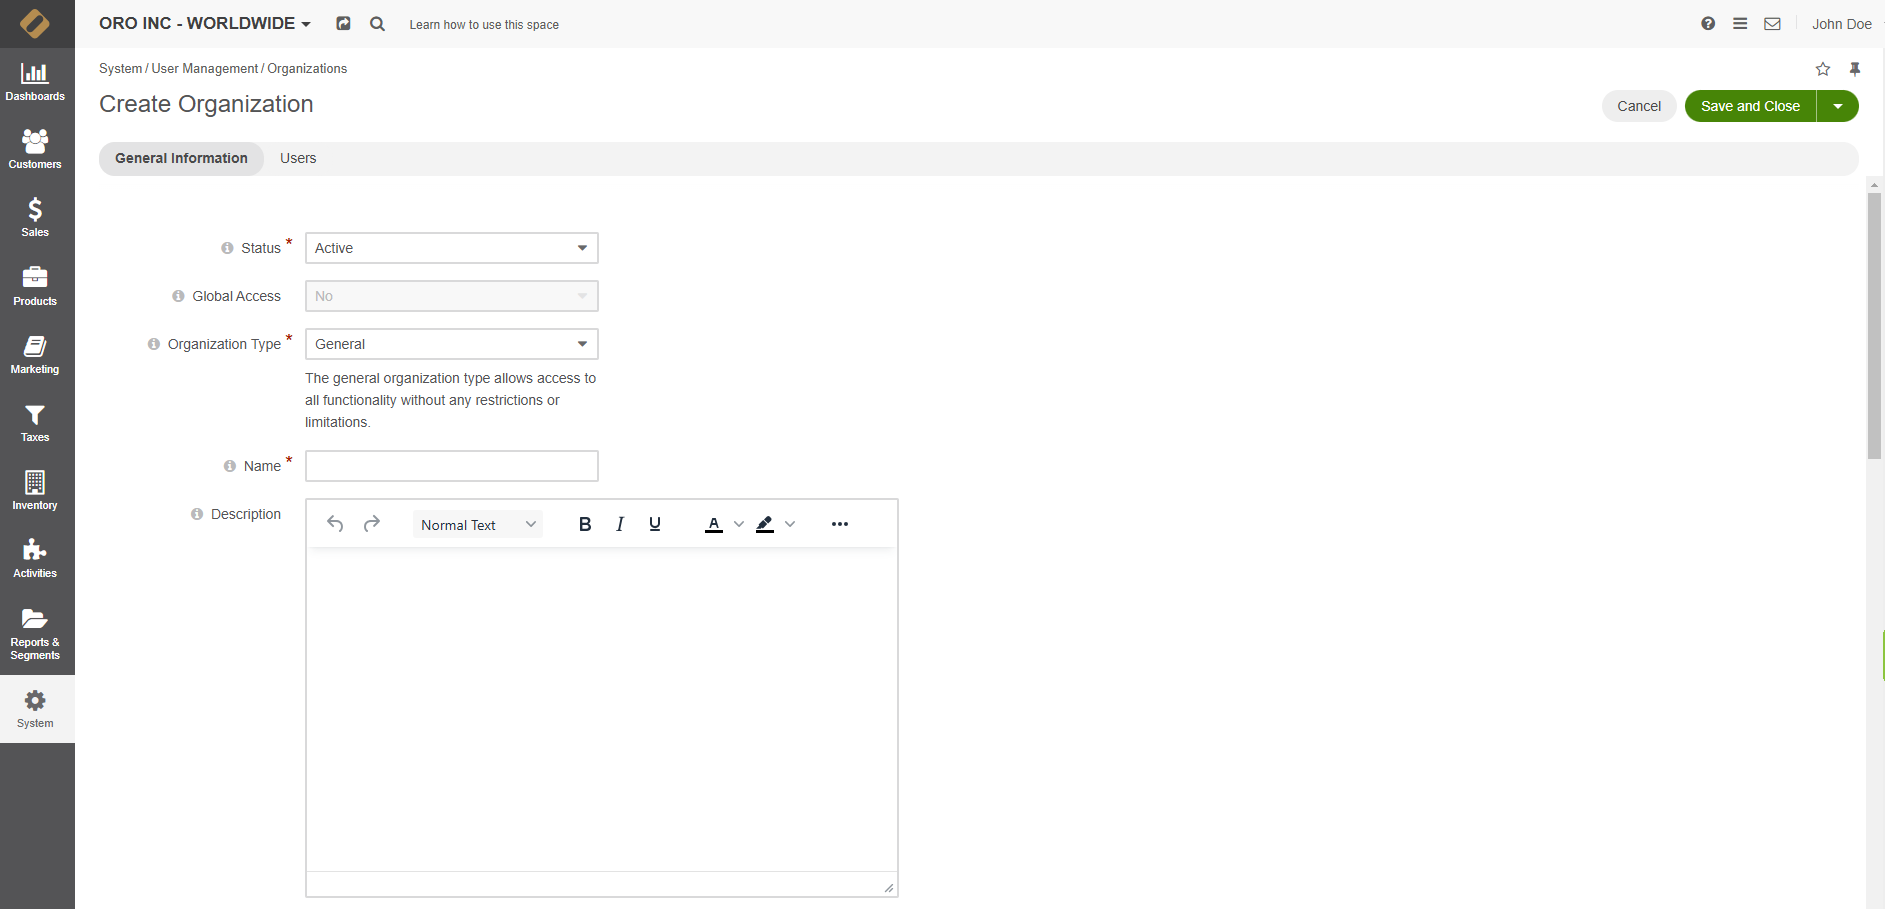 ORO INC - WORLDWIDE
Learn how to use this space
John Doe
Dashboards
Customers
Sales
Products
Marketing
Taxes
Inventory
Activities
Reports &
Segments
System
System / User Management / Organizations
Create Organization
Cancel
Save and Close
General Information
Users
Status *
Active
Global Access
No
Organization Type *
General
The general organization type allows access to
all functionality without any restrictions or
limitations.
Name *
Description
Normal Text
B I U A